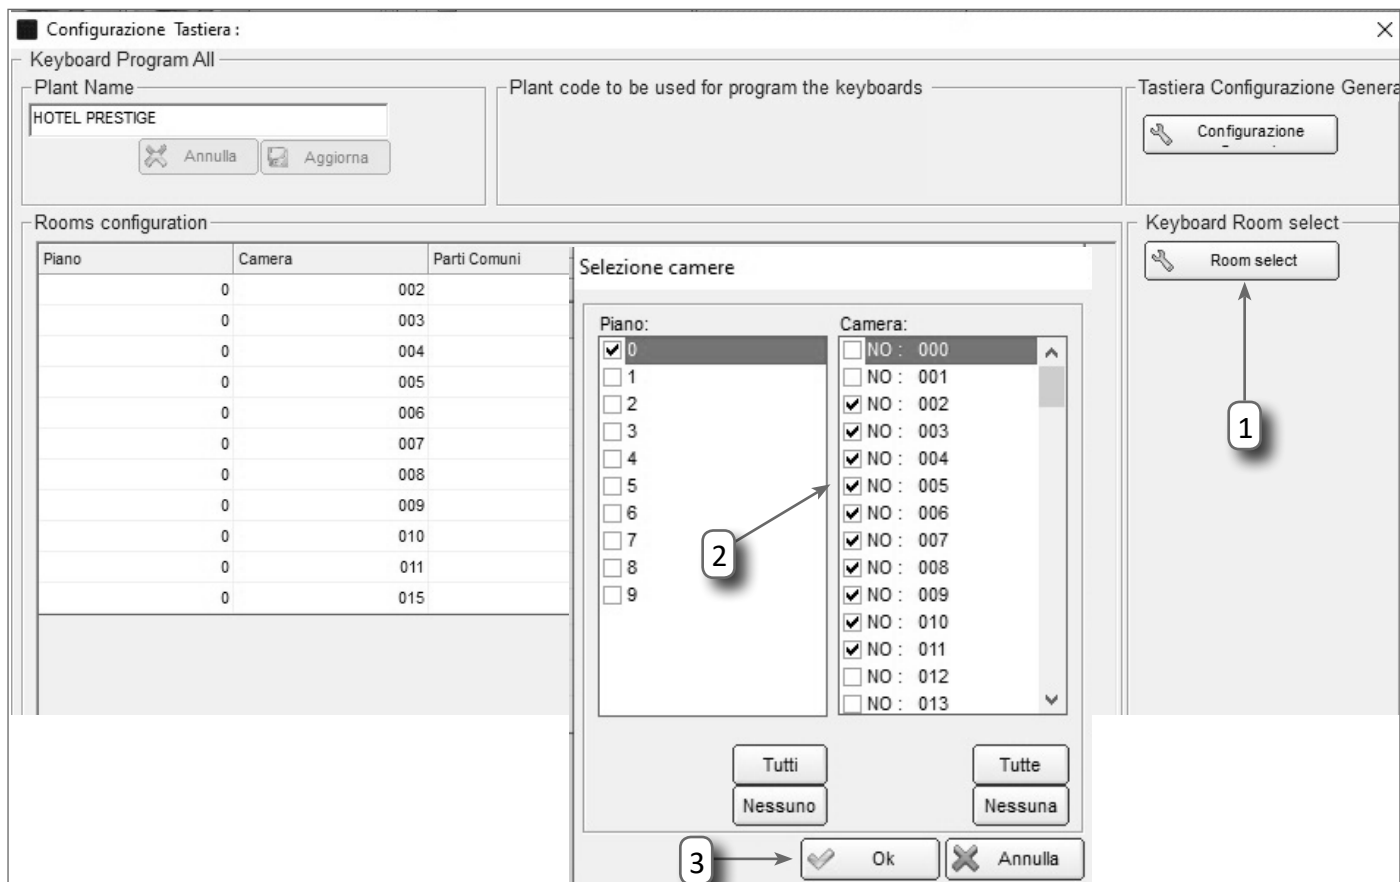 Configurazione Tastiera :
Keyboard Program All
Plant Name
HOTEL PRESTIGE
Annulla
Aggiorna
Plant code to be used for program the keyboards
Tastiera Configurazione Genera
Configurazione
Rooms configuration
Piano Camera Parti Comuni
0 002
0 003
0 004
0 005
0 006
0 007
0 008
0 009
0 010
0 011
0 015
Keyboard Room select
Room select
1
Selezione camere
Piano:
0
1
2
3
4
5
6
7
8
9
Camera:
NO : 000
NO : 001
NO : 002
NO : 003
NO : 004
NO : 005
NO : 006
NO : 007
NO : 008
NO : 009
NO : 010
NO : 011
NO : 012
NO : 013
2
Tutti
Nessuno
Tutte
Nessuna
3
Ok
Annulla